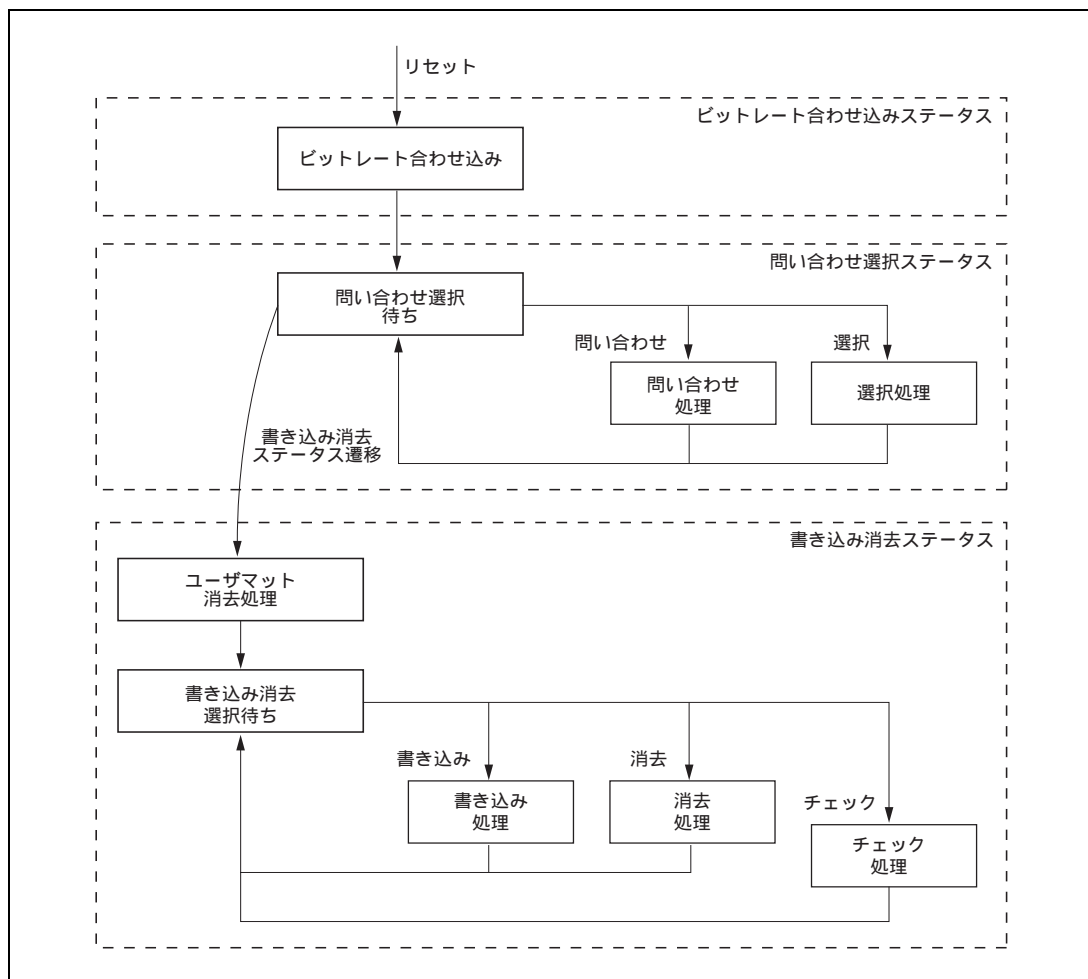 リセット
ビットレート合わせ込みステータス
ビットレート合わせ込み
問い合わせ選択ステータス
問い合わせ選択
待ち
問い合わせ
選択
問い合わせ
処理
選択処理
書き込み消去
ステータス遷移
書き込み消去ステータス
ユーザマット
消去処理
書き込み消去
選択待ち
書き込み
消去
チェック
書き込み
処理
消去
処理
チェック
処理